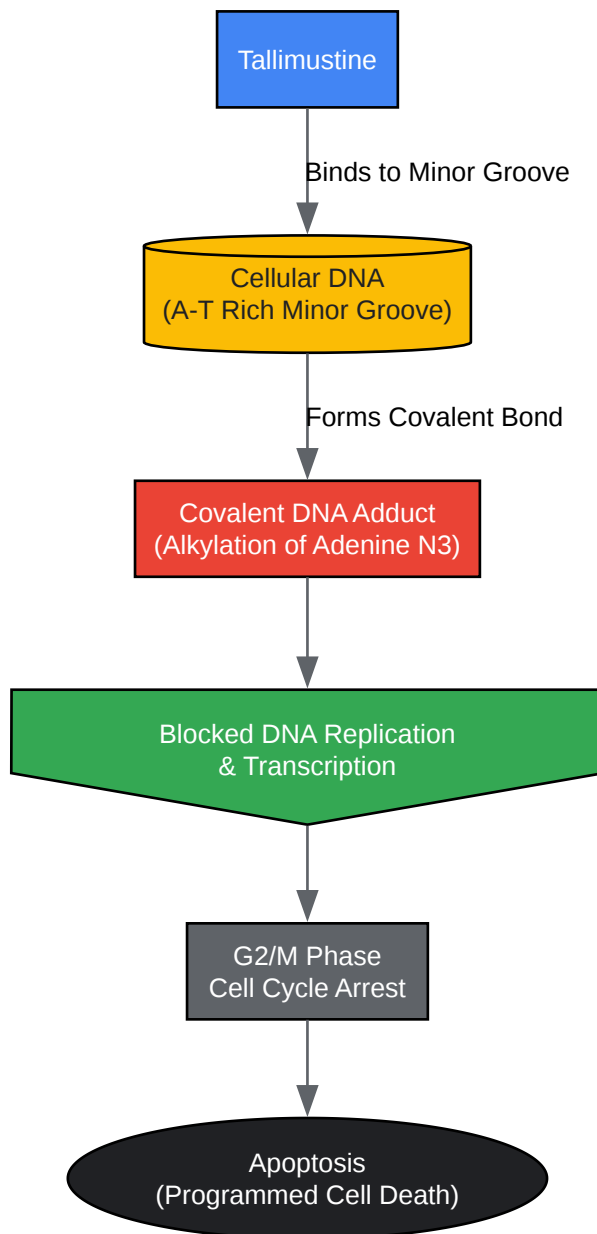 Tallimustine
Binds to Minor Groove
Cellular DNA
(A-T Rich Minor Groove)
Forms Covalent Bond
Covalent DNA Adduct
(Alkylation of Adenine N3)
Blocked DNA Replication
& Transcription
G2/M Phase
Cell Cycle Arrest
Apoptosis
(Programmed Cell Death)